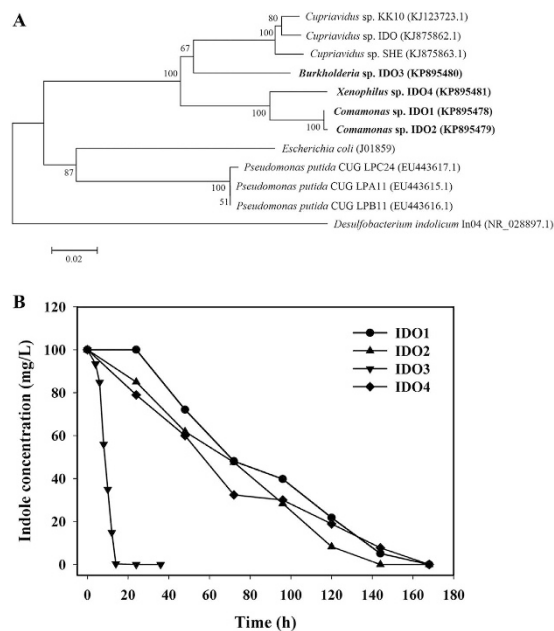 A
Cupriavidus sp. KK10 (KJ123723.1)
80
Cupriavidus sp. IDO (KJ875862.1)
100
67
Cupriavidus sp. SHE (KJ875863.1)
Burkholderia sp. IDO3 (KP895480)
100
Xenophilus sp. IDO4 (KP895481)
100
Comamonas sp. IDO1 (KP895478)
100
Comamonas sp. IDO2 (KP895479)
Escherichia coli (J01859)
87
Pseudomonas putida CUG LPC24 (EU443617.1)
100
Pseudomonas putida CUG LPA11 (EU443615.1)
51
Pseudomonas putida CUG LPB11 (EU443616.1)
Desulfobacterium indolicum In04 (NR_028897.1)
0.02
B
120
100
80
60
40
20
0
Indole concentration (mg/L)
IDO1
IDO2
IDO3
IDO4
0 20 40 60 80 100 120 140 160 180
Time (h)